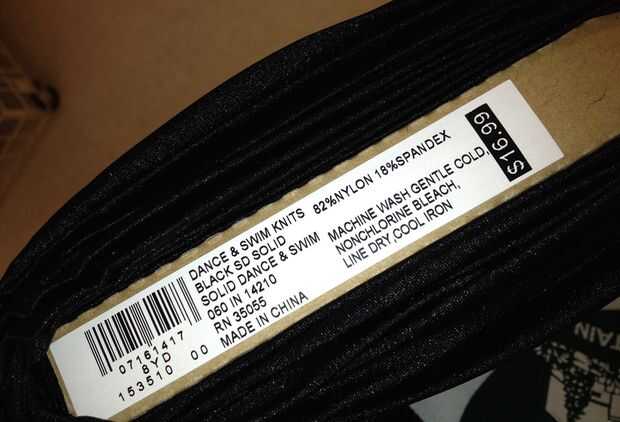 DANCE & SWIM KNITS 82%NYLON 18%SPANDEX
BLACK SD SOLID
SOLID DANCE & SWIM MACHINE WASH GENTLE COLD,
060 IN 14210 NONCHLORINE BLEACH,
RN 35055 LINE DRY,COOL IRON
MADE IN CHINA
$16.99
07161417
8YD
153510 00
TAIN